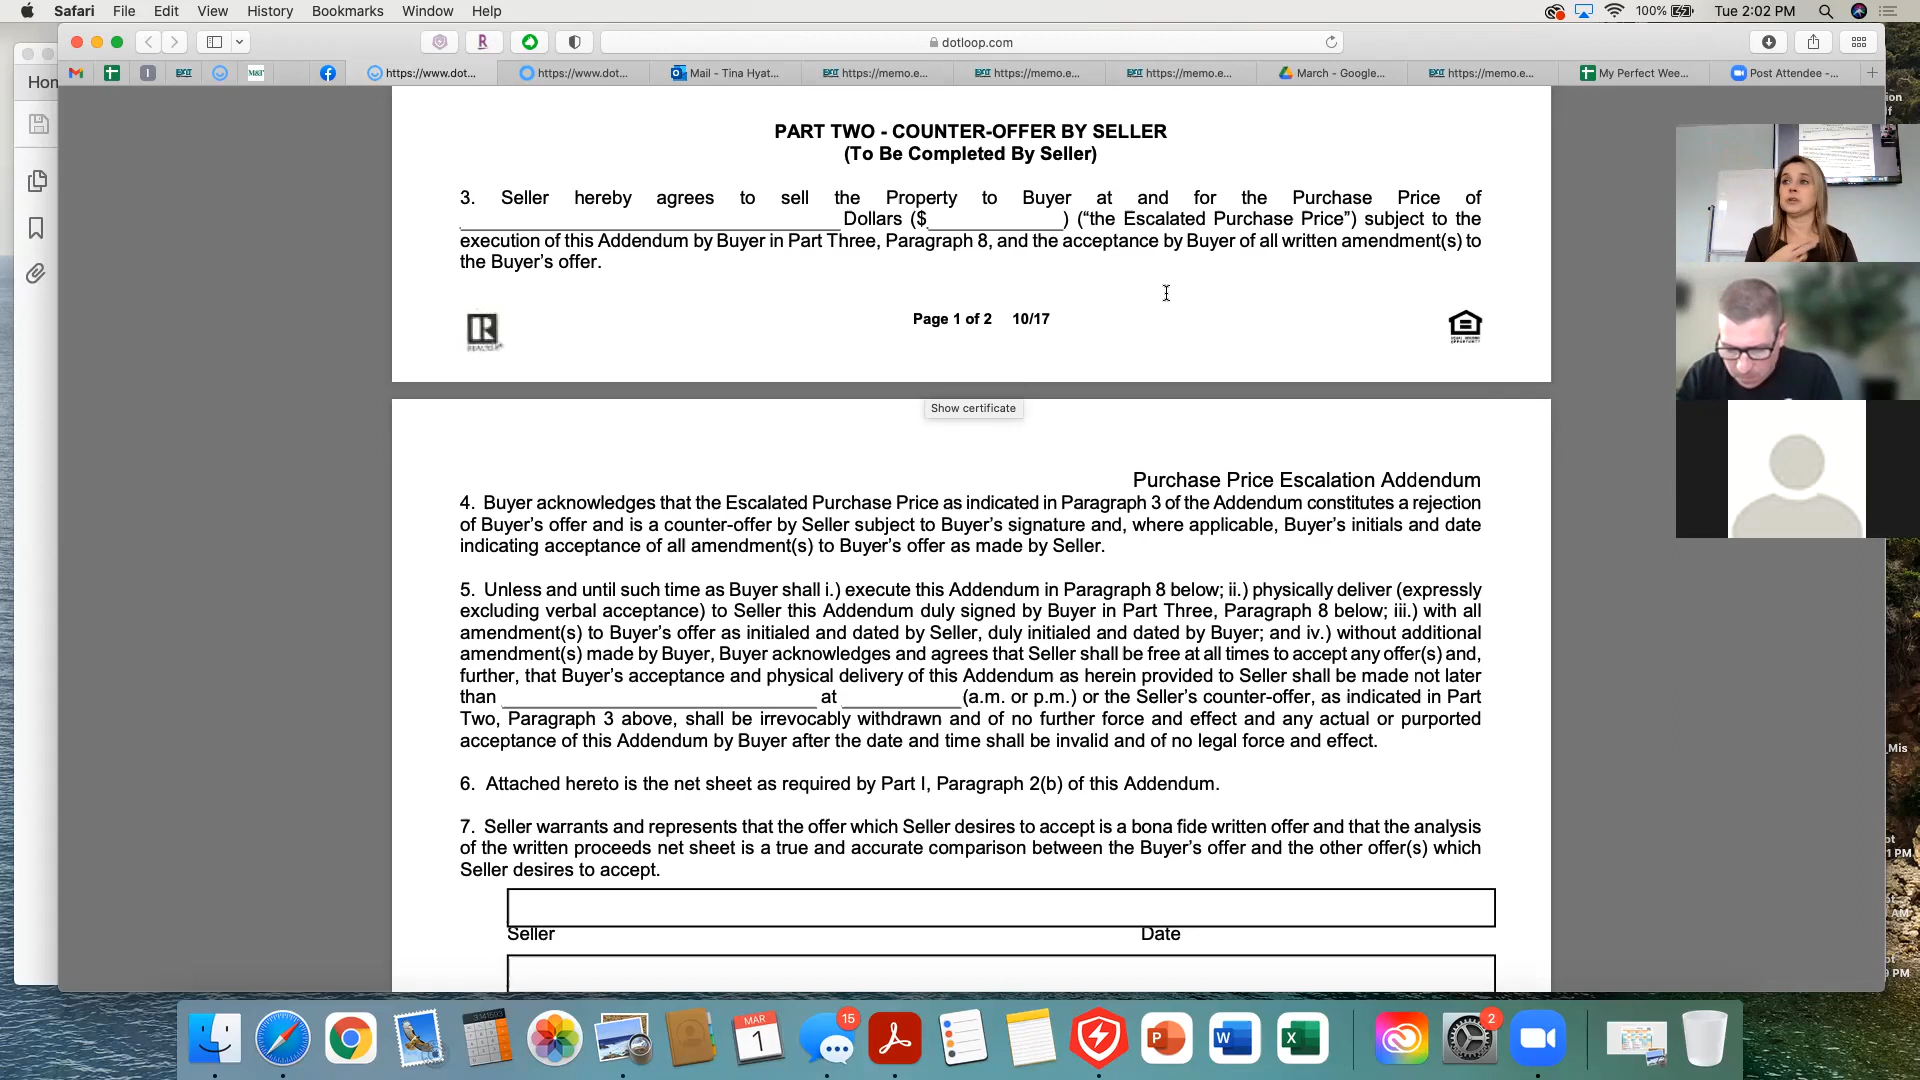 Safari File Edit View History Bookmarks Window Help 100% Tue 2:02 PM
dotloop.com
Hom
https://www.dot... https://www.dot... Mail - Tina Hyat... https://memo.e... https://memo.e... https://memo.e... March - Google... https://memo.e... My Perfect Wee... Post Attendee -...
PART TWO - COUNTER-OFFER BY SELLER
(To Be Completed By Seller)
3. Seller hereby agrees to sell the Property to Buyer at and for the Purchase Price of
Dollars ($ ) (“the Escalated Purchase Price”) subject to the
execution of this Addendum by Buyer in Part Three, Paragraph 8, and the acceptance by Buyer of all written amendment(s) to
the Buyer’s offer.
Page 1 of 2 10/17
Show certificate
Purchase Price Escalation Addendum
4. Buyer acknowledges that the Escalated Purchase Price as indicated in Paragraph 3 of the Addendum constitutes a rejection
of Buyer’s offer and is a counter-offer by Seller subject to Buyer’s signature and, where applicable, Buyer’s initials and date
indicating acceptance of all amendment(s) to Buyer’s offer as made by Seller.
5. Unless and until such time as Buyer shall i.) execute this Addendum in Paragraph 8 below; ii.) physically deliver (expressly
excluding verbal acceptance) to Seller this Addendum duly signed by Buyer in Part Three, Paragraph 8 below; iii.) with all
amendment(s) to Buyer’s offer as initialed and dated by Seller, duly initialed and dated by Buyer; and iv.) without additional
amendment(s) made by Buyer, Buyer acknowledges and agrees that Seller shall be free at all times to accept any offer(s) and,
further, that Buyer’s acceptance and physical delivery of this Addendum as herein provided to Seller shall be made not later
than at (a.m. or p.m.) or the Seller’s counter-offer, as indicated in Part
Two, Paragraph 3 above, shall be irrevocably withdrawn and of no further force and effect and any actual or purported
acceptance of this Addendum by Buyer after the date and time shall be invalid and of no legal force and effect.
6. Attached hereto is the net sheet as required by Part I, Paragraph 2(b) of this Addendum.
7. Seller warrants and represents that the offer which Seller desires to accept is a bona fide written offer and that the analysis
of the written proceeds net sheet is a true and accurate comparison between the Buyer’s offer and the other offer(s) which
Seller desires to accept.
Seller Date
MAR
1
15
2